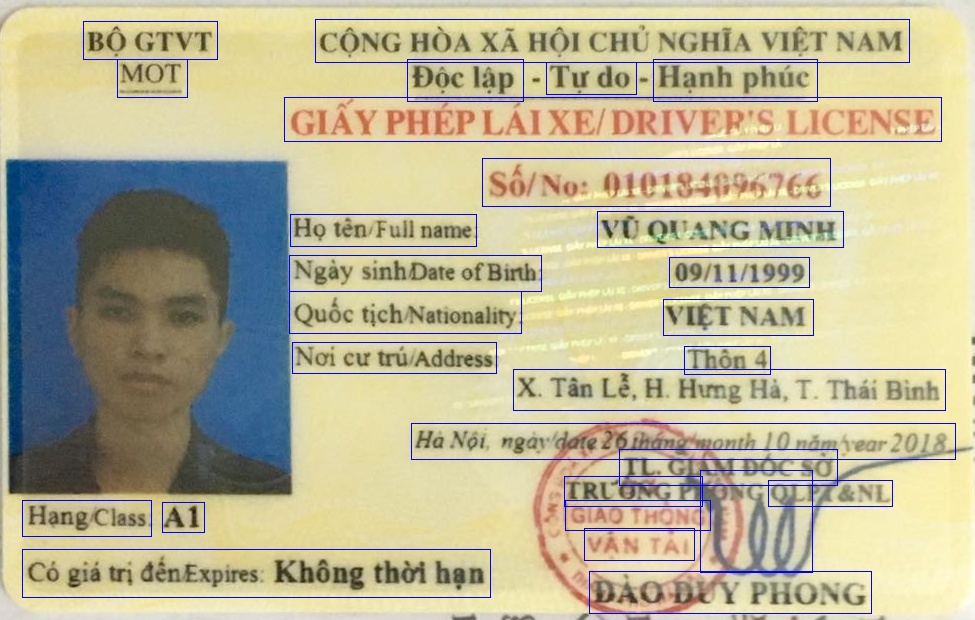 BỘ GTVT
MOT
CỘNG HÒA XÃ HỘI CHỦ NGHĨA VIỆT NAM
Độc lập - Tự do - Hạnh phúc
GIẤY PHÉP LÁI XE/ DRIVER'S LICENSE
Số/No: 010184096766
Họ tên/Full name: VŨ QUANG MINH
Ngày sinh/Date of Birth: 09/11/1999
Quốc tịch/Nationality: VIỆT NAM
Nơi cư trú/Address: Thôn 4
X. Tân Lễ, H. Hưng Hà, T. Thái Bình
Hà Nội, ngày/date 26 tháng/month 10 năm/year 2018
TL. GIÁM ĐỐC SỞ
TRƯỞNG PHÒNG QLPT&NL
GIAO THÔNG
VẬN TẢI
ĐÀO DUY PHONG
Hạng/Class: A1
Có giá trị đến/Expires: Không thời hạn